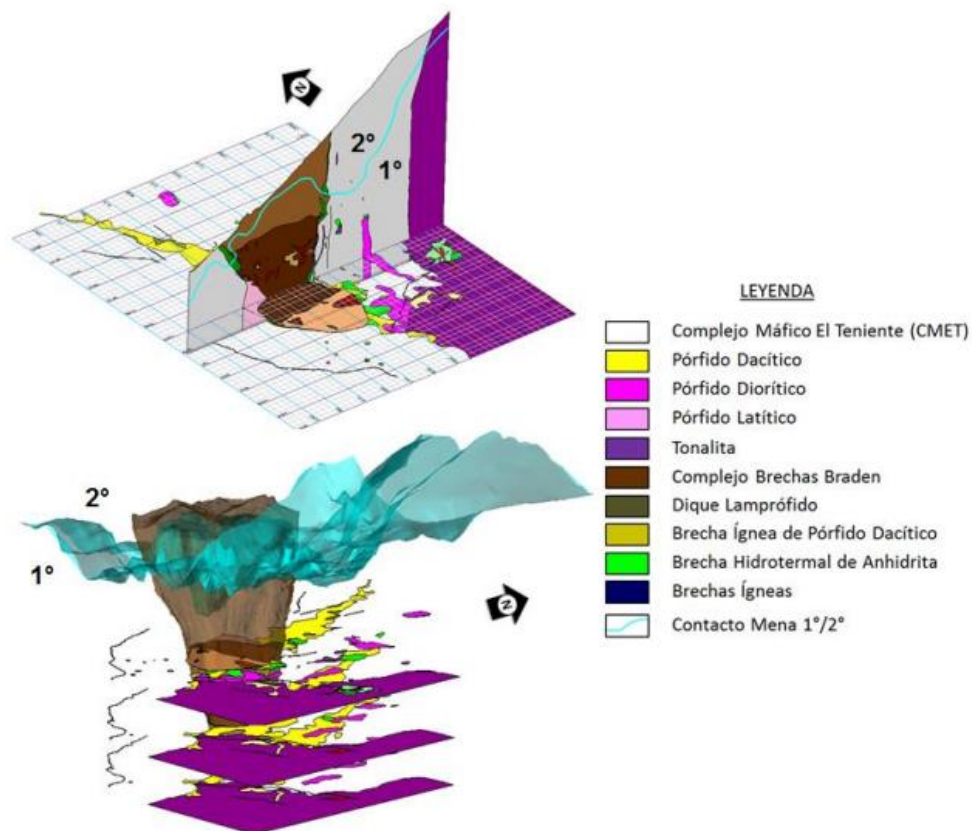 N
2°
1°
LEYENDA
Complejo Máfico El Teniente (CMET)
Pórfido Dacítico
Pórfido Diorítico
Pórfido Latítico
Tonalita
Complejo Brechas Braden
Dique Lamprófido
Brecha Ígnea de Pórfido Dacítico
Brecha Hidrotermal de Anhidrita
Brechas Ígneas
Contacto Mena 1°/2°
2°
1°
N